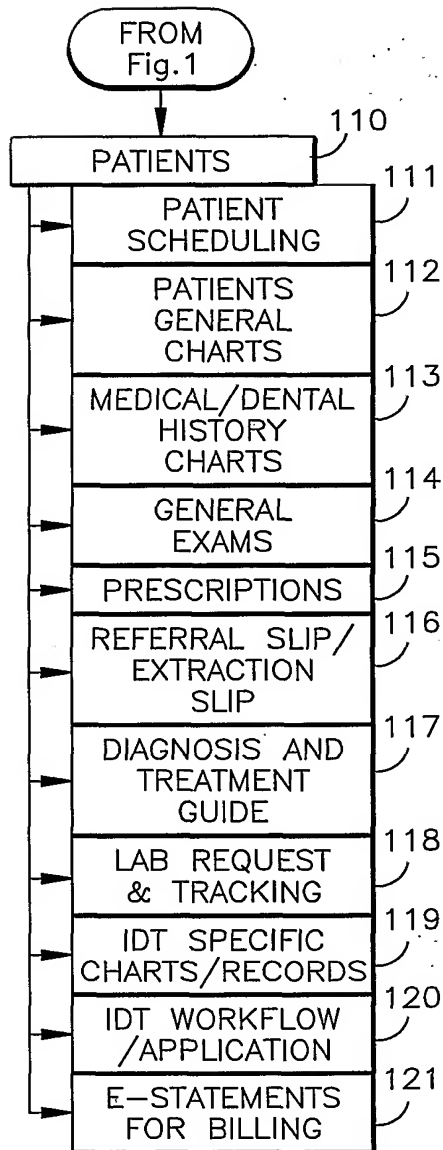 FROM
Fig.1
110
PATIENTS
111
PATIENT
SCHEDULING
112
PATIENTS
GENERAL
CHARTS
113
MEDICAL/DENTAL
HISTORY
CHARTS
114
GENERAL
EXAMS
115
PRESCRIPTIONS
116
REFERRAL SLIP/
EXTRACTION
SLIP
117
DIAGNOSIS AND
TREATMENT
GUIDE
118
LAB REQUEST
& TRACKING
119
IDT SPECIFIC
CHARTS/RECORDS
120
IDT WORKFLOW
/APPLICATION
121
E-STATEMENTS
FOR BILLING